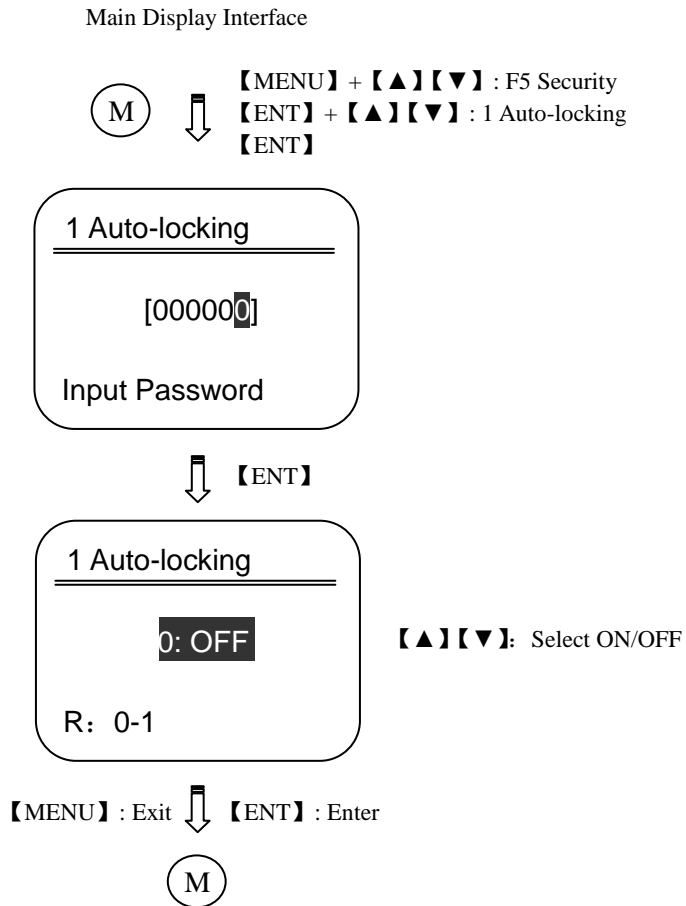 Main Display Interface
M
【MENU】+【▲】【▼】: F5 Security
【ENT】+【▲】【▼】: 1 Auto-locking
【ENT】
1 Auto-locking
[000000]
Input Password
【ENT】
1 Auto-locking
0: OFF
【▲】【▼】：Select ON/OFF
R：0-1
【MENU】: Exit 【ENT】: Enter
M